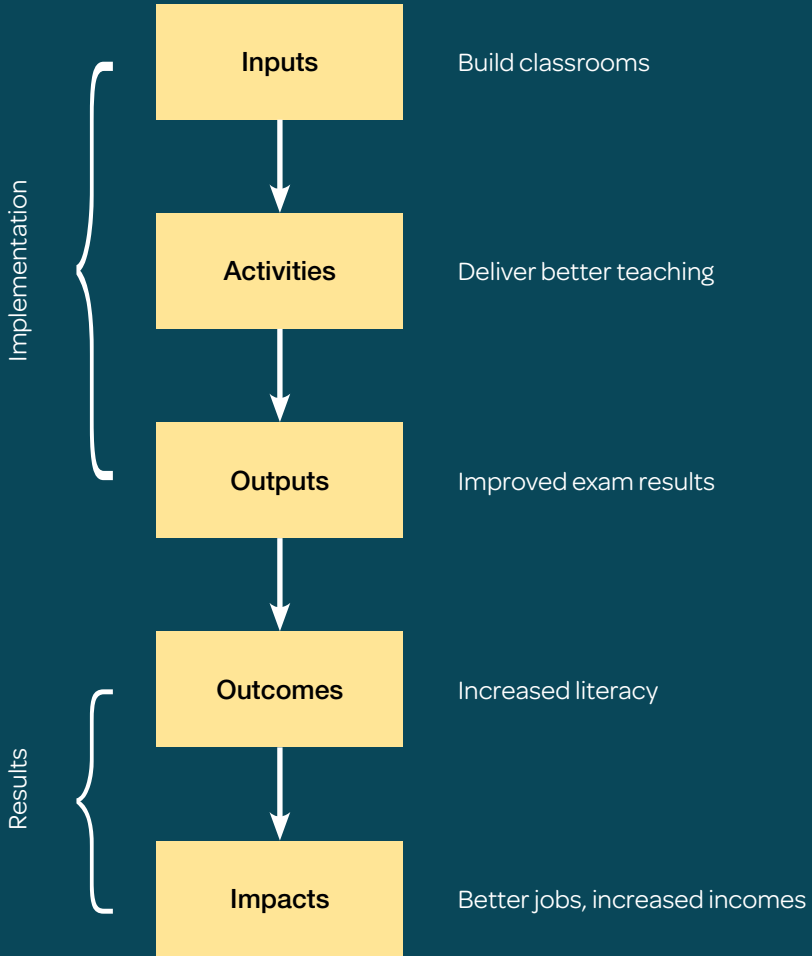 Inputs
Build classrooms
Implementation
Activities
Deliver better teaching
Outputs
Improved exam results
Outcomes
Increased literacy
Results
Impacts
Better jobs, increased incomes